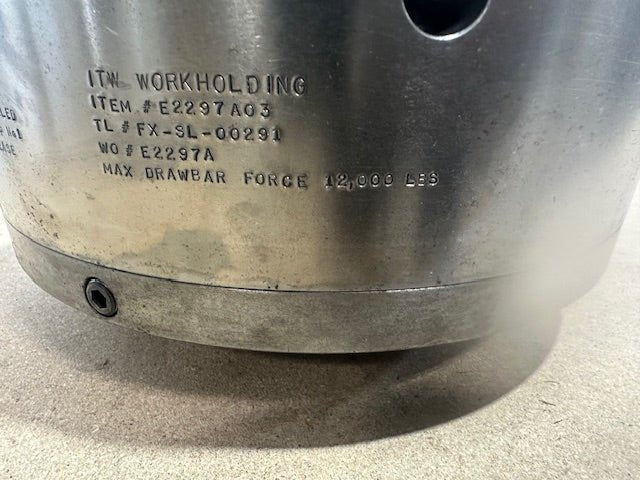 ITW WORKHOLDING
ITEM # E2297A03
TL # FX-SL-00291
WO # E2297A
MAX DRAWBAR FORCE 12,000 LBS